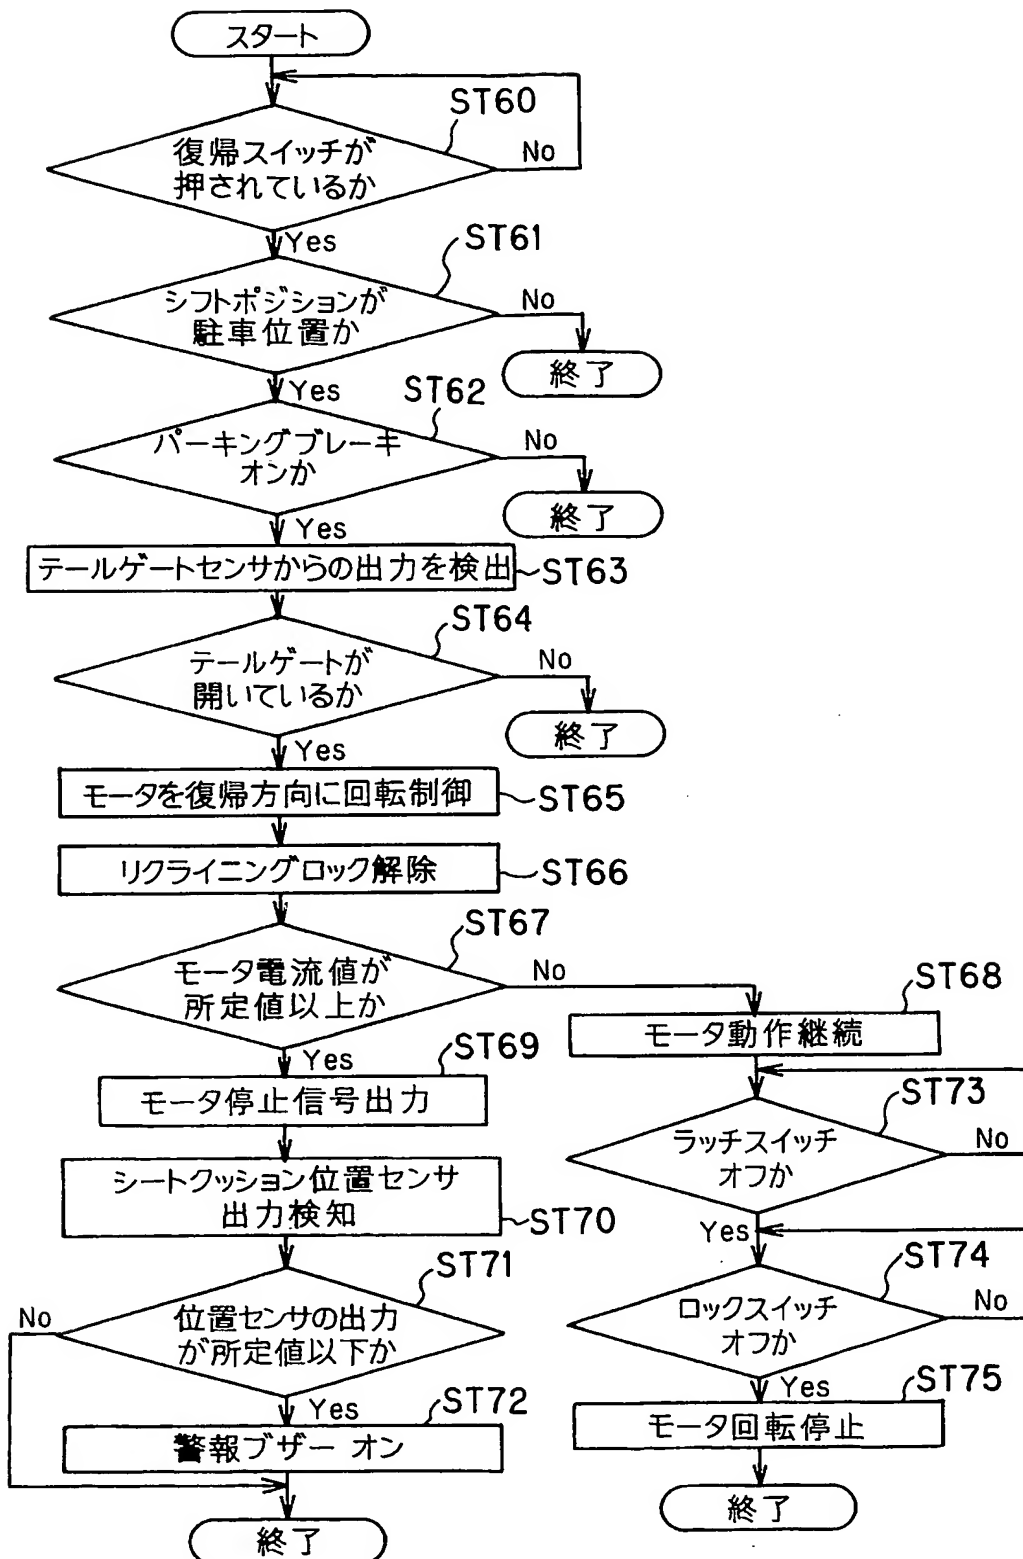 スタート
ST60
復帰スイッチが
押されているか
No
Yes
ST61
シフトポジションが
駐車位置か
No
終了
Yes
ST62
パーキングブレーキ
オンか
No
終了
Yes
テールゲートセンサからの出力を検出
ST63
ST64
テールゲートが
開いているか
No
終了
Yes
モータを復帰方向に回転制御
ST65
リクライニングロック解除
ST66
ST67
モータ電流値が
所定値以上か
No
Yes
ST68
モータ動作継続
ST69
モータ停止信号出力
シートクッション位置センサ
出力検知
ST70
ST71
位置センサの出力
が所定値以下か
No
Yes
ST72
警報ブザー オン
終了
ST73
ラッチスイッチ
オフか
No
Yes
ST74
ロックスイッチ
オフか
No
Yes
ST75
モータ回転停止
終了